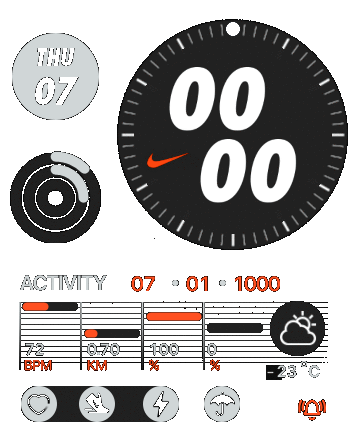 THU
07
00
00
ACTIVITY 07 • 01 • 1000
72 0.70 100 0
BPM KM % %
-23 °C